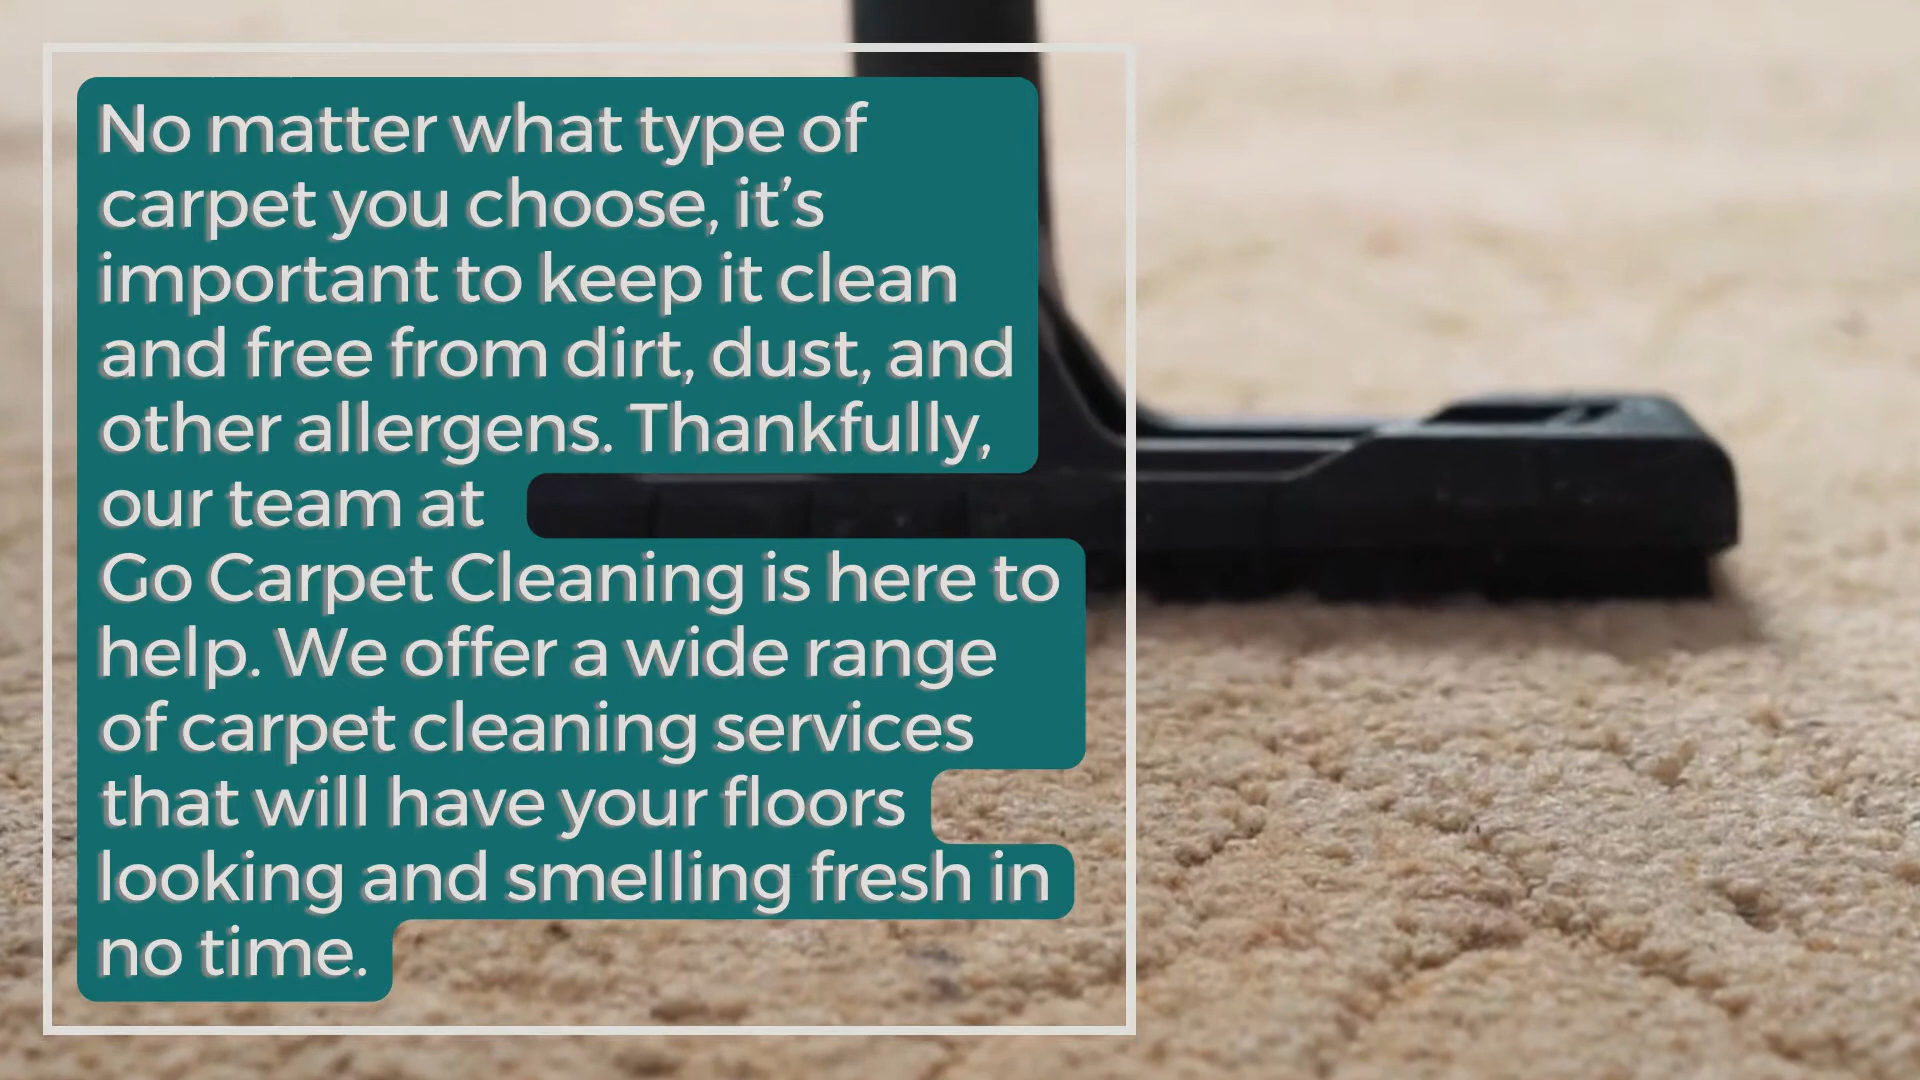 No matter what type of
carpet you choose, it’s
important to keep it clean
and free from dirt, dust, and
other allergens. Thankfully,
our team at
Go Carpet Cleaning is here to
help. We offer a wide range
of carpet cleaning services
that will have your floors
looking and smelling fresh in
no time.